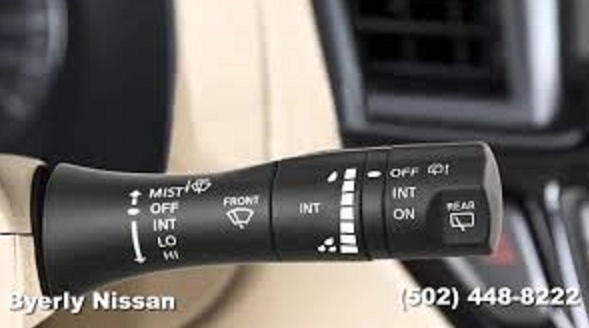 MIST/
OFF
INT
LO
HI
FRONT
INT
OFF
INT
ON
REAR
Byerly Nissan
(502) 448-8222